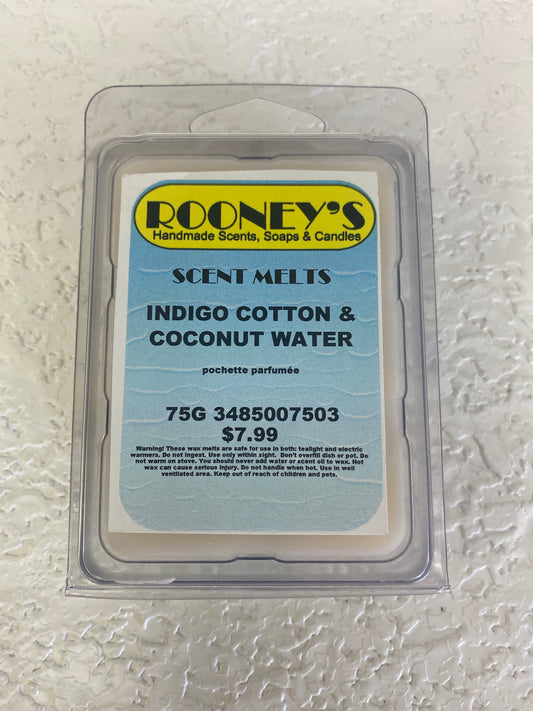 ROONEY'S
Handmade Scents, Soaps & Candles
SCENT MELTS
INDIGO COTTON &
COCONUT WATER
pochette parfumée
75G 3485007503
$7.99
Warning! These wax melts are safe for use in both: tealight and electric
warmers. Do not ingest. Use only within sight. Don't overfill dish or pot. Do
not warm on stove. You should never add water or scent oil to wax. Hot
wax can cause serious injury. Do not handle when hot. Use in well
ventilated area. Keep out of reach of children and pets.